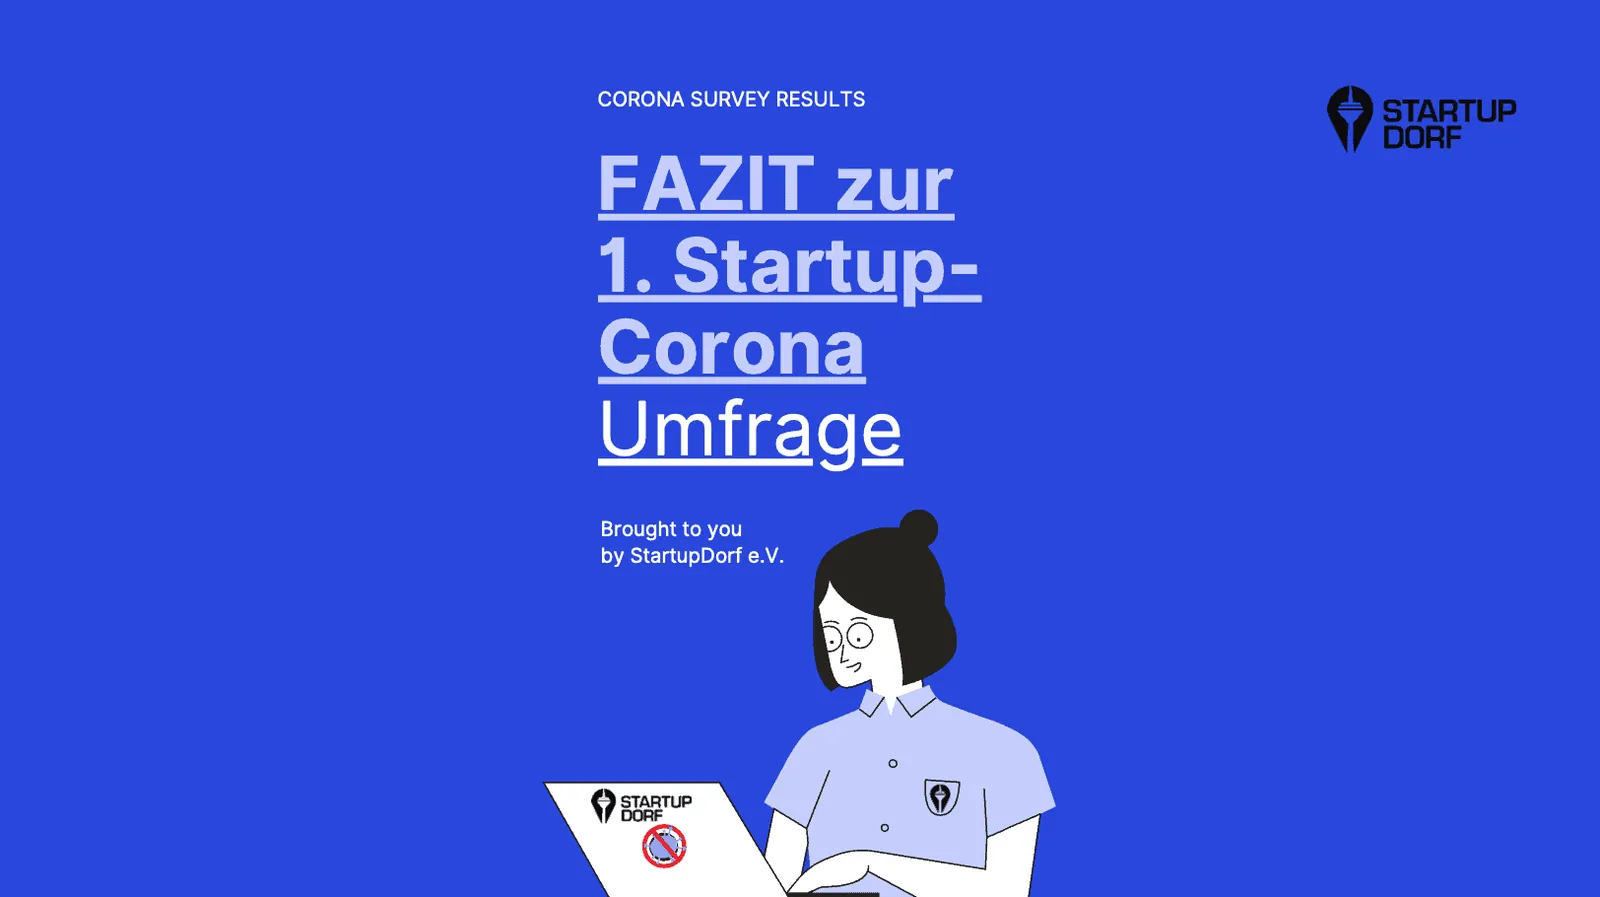 CORONA SURVEY RESULTS
STARTUP
DORF
FAZIT zur
1. Startup-
Corona
Umfrage
Brought to you
by StartupDorf e.V.
STARTUP
DORF